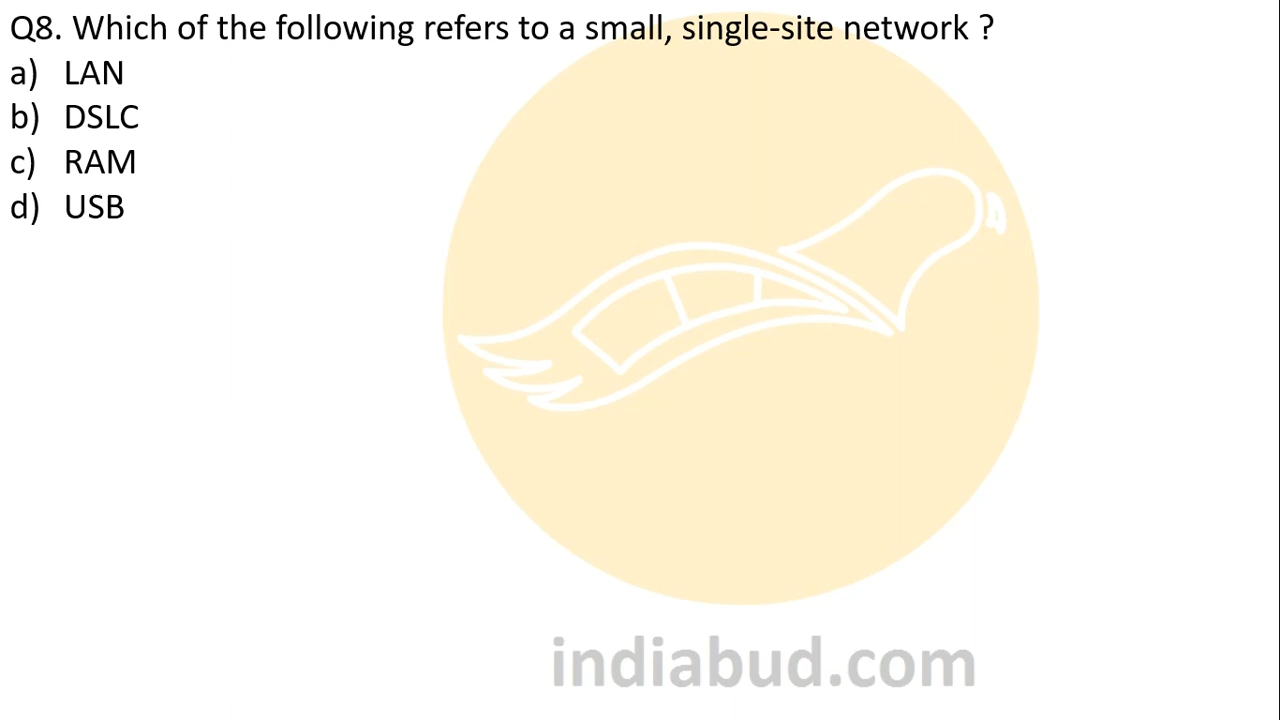 Q8. Which of the following refers to a small, single-site network ?
a) LAN
b) DSLC
c) RAM
d) USB
indiabud.com